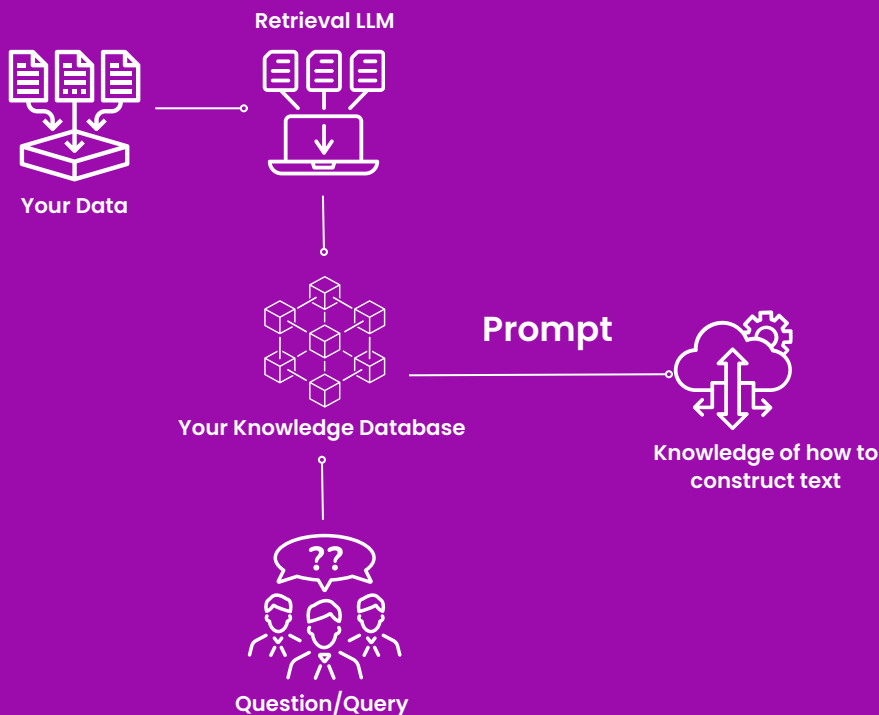 Retrieval LLM
Your Data
Prompt
Your Knowledge Database
Knowledge of how to
construct text
??
Question/Query